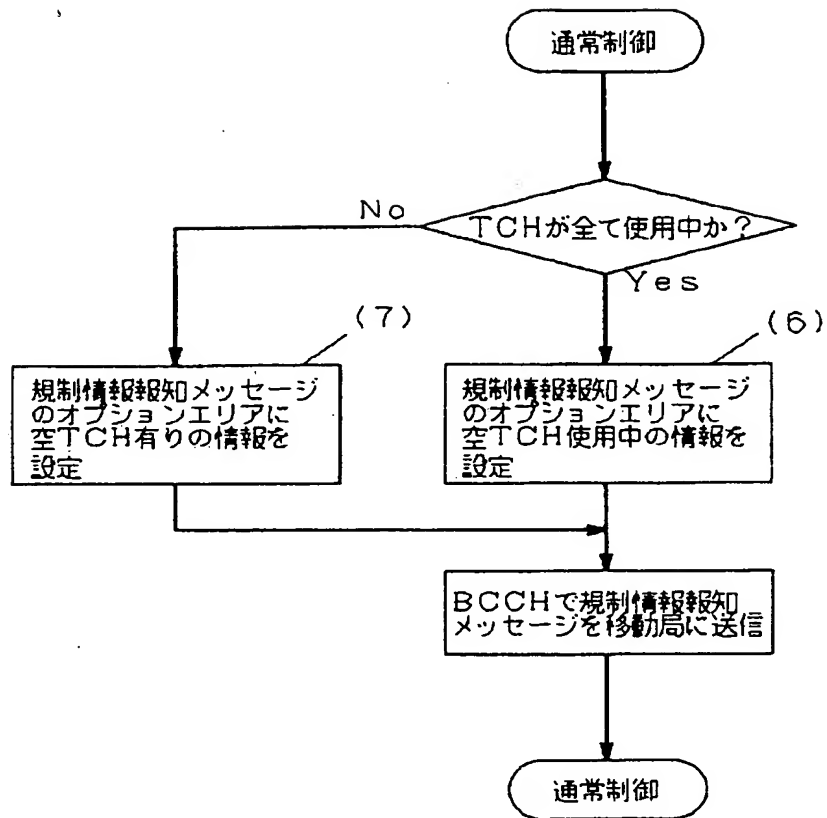 通常制御
TCHが全て使用中か?
No
Yes
(7)
(6)
規制情報報知メッセージ
のオプションエリアに
空TCH有りの情報を
設定
規制情報報知メッセージ
のオプションエリアに
空TCH使用中の情報を
設定
BCCHで規制情報報知
メッセージを移動局に送信
通常制御